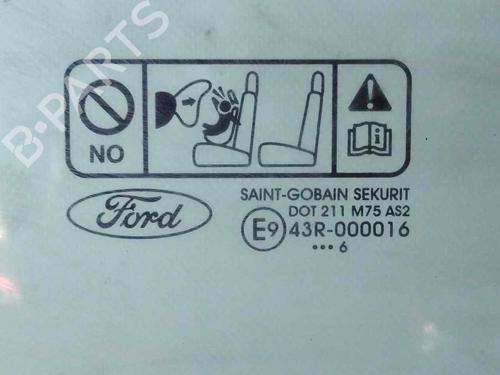 B-PARTS
NO
Ford
SAINT-GOBAIN SEKURIT
DOT 211 M75 AS2
E9 43R-000016
••• 6